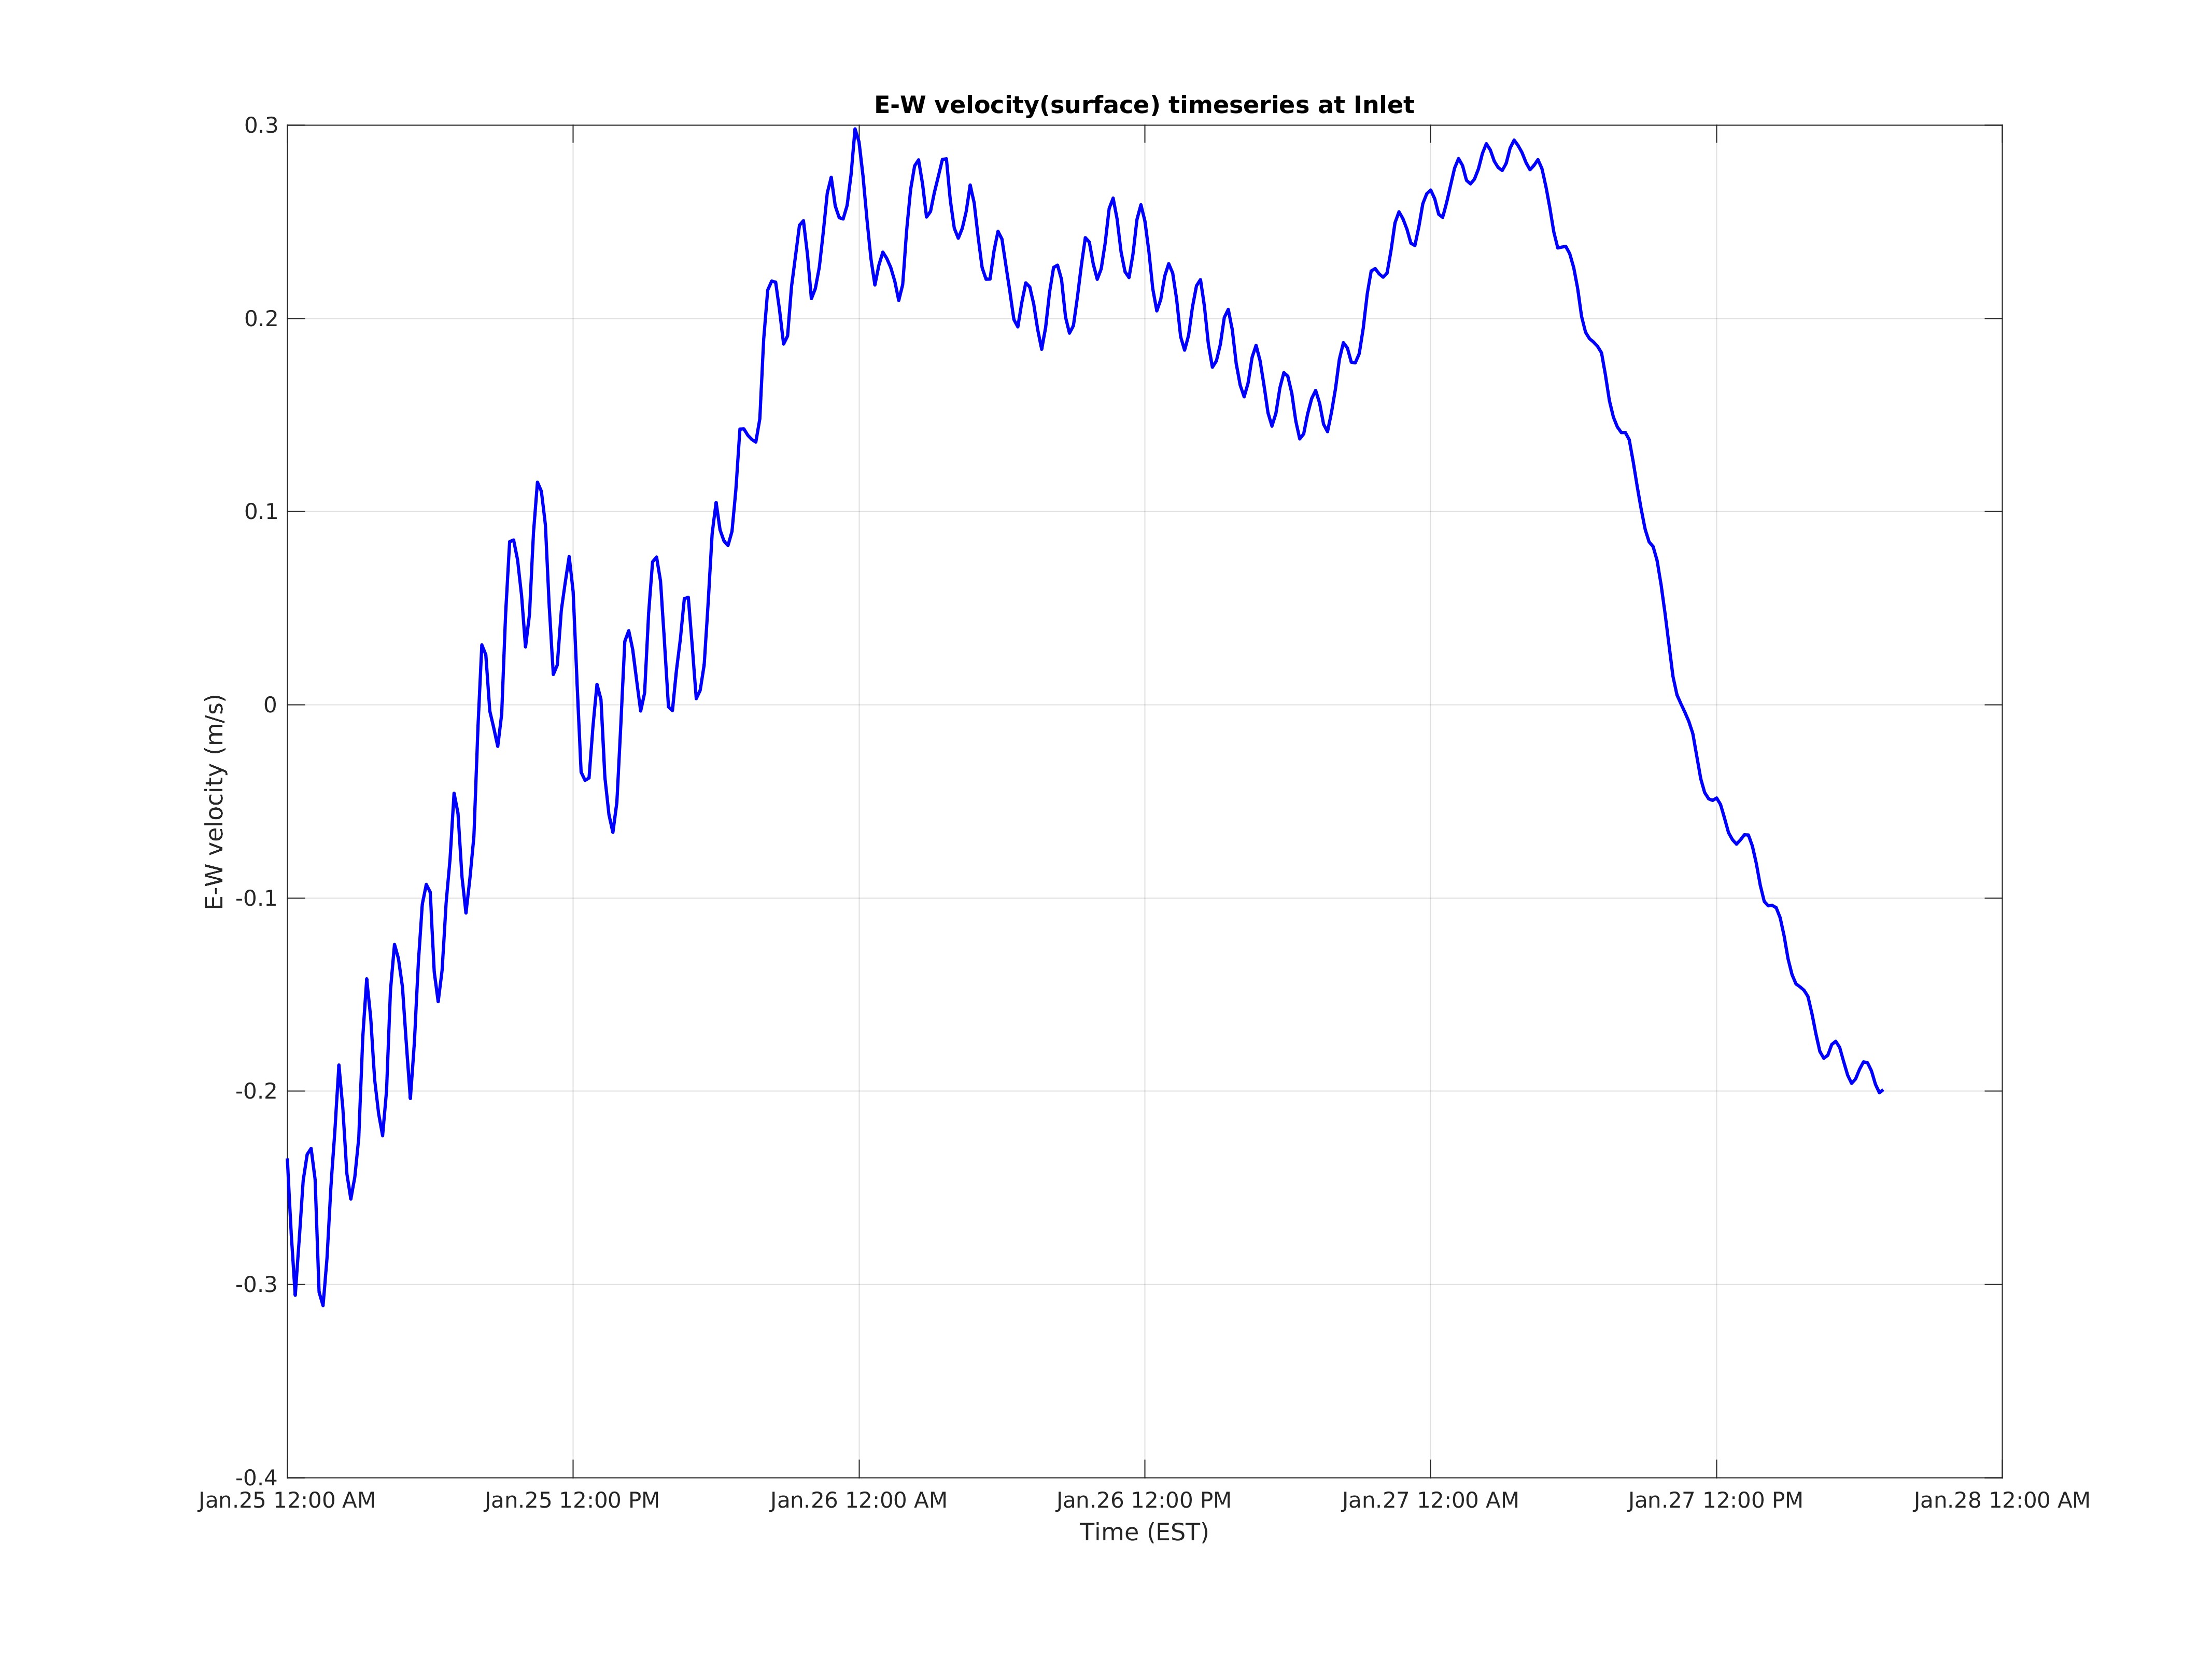 E-W velocity(surface) timeseries at Inlet
E-W velocity (m/s)
0.3
0.2
0.1
0
-0.1
-0.2
-0.3
-0.4
Jan.25 12:00 AM Jan.25 12:00 PM Jan.26 12:00 AM Jan.26 12:00 PM Jan.27 12:00 AM Jan.27 12:00 PM Jan.28 12:00 AM
Time (EST)